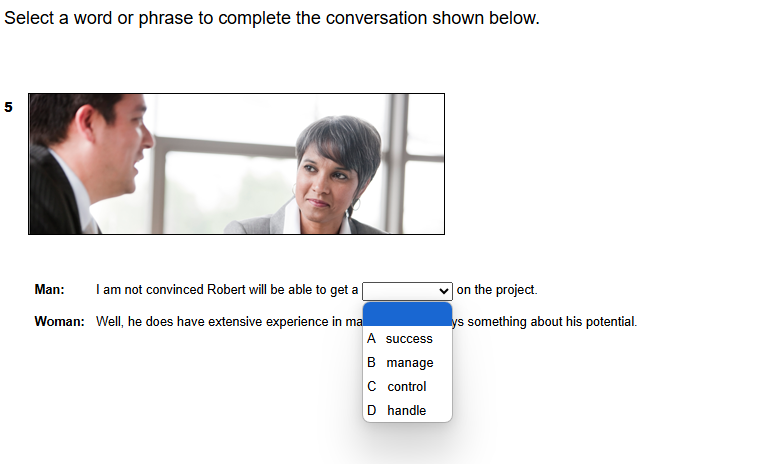 Select a word or phrase to complete the conversation shown below.
5
Man: I am not convinced Robert will be able to get a on the project.
Woman: Well, he does have extensive experience in ma ys something about his potential.
A success
B manage
C control
D handle